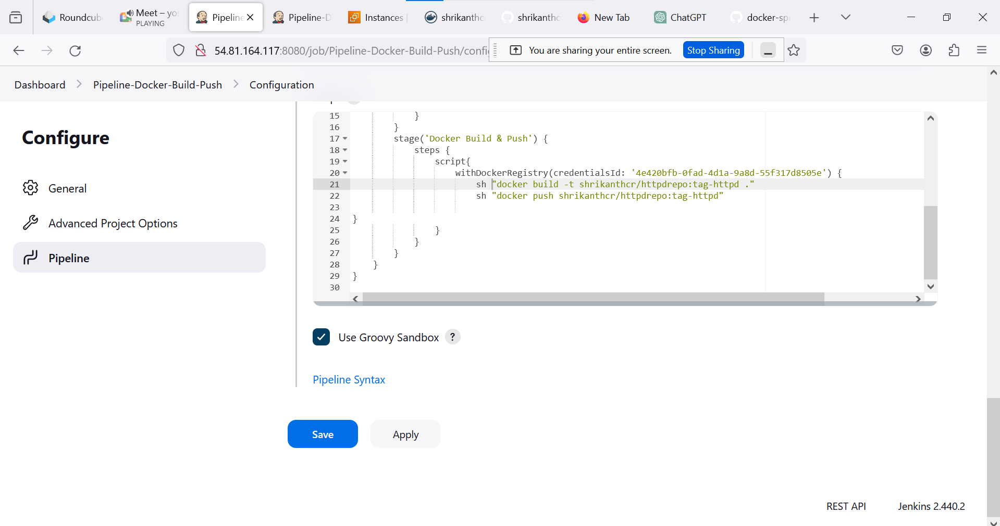 Roundcub
Meet – yos
PLAYING
Pipeline
Pipeline-D
Instances
shrikanthc
shrikanthc
New Tab
ChatGPT
docker-spr
54.81.164.117:8080/job/Pipeline-Docker-Build-Push/confi
You are sharing your entire screen.
Stop Sharing
Dashboard
Pipeline-Docker-Build-Push
Configuration
Configure
General
Advanced Project Options
Pipeline
15 }
16 }
17 stage('Docker Build & Push') {
18 steps {
19 script{
20 withDockerRegistry(credentialsId: '4e420bfb-0fad-4d1a-9a8d-55f317d8505e') {
21 sh "docker build -t shrikanthcr/httpdrepo:tag-httpd ."
22 sh "docker push shrikanthcr/httpdrepo:tag-httpd"
23
24 }
25 }
26 }
27 }
28 }
29 }
30
Use Groovy Sandbox ?
Pipeline Syntax
Save
Apply
REST API
Jenkins 2.440.2